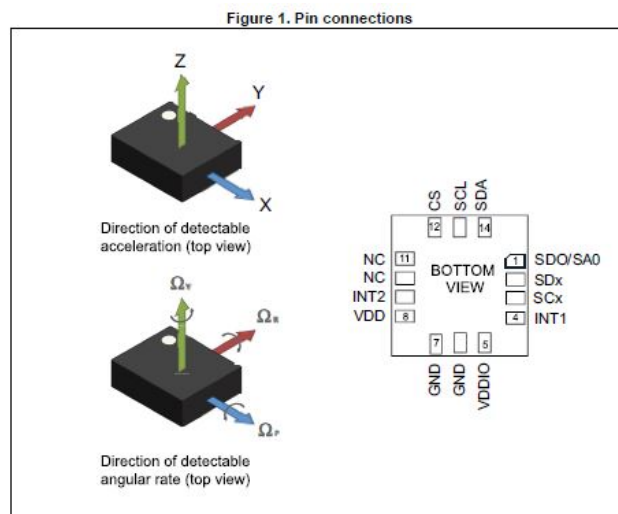 Figure 1. Pin connections
Z
Y
X
Direction of detectable
acceleration (top view)
Ωʏ
Ωʀ
Ωᴘ
Direction of detectable
angular rate (top view)
CS
SCL
SDA
12
14
NC
11
1
SDO/SA0
NC
SDx
BOTTOM
VIEW
INT2
SCx
VDD
8
4
INT1
7
5
GND
GND
VDDIO